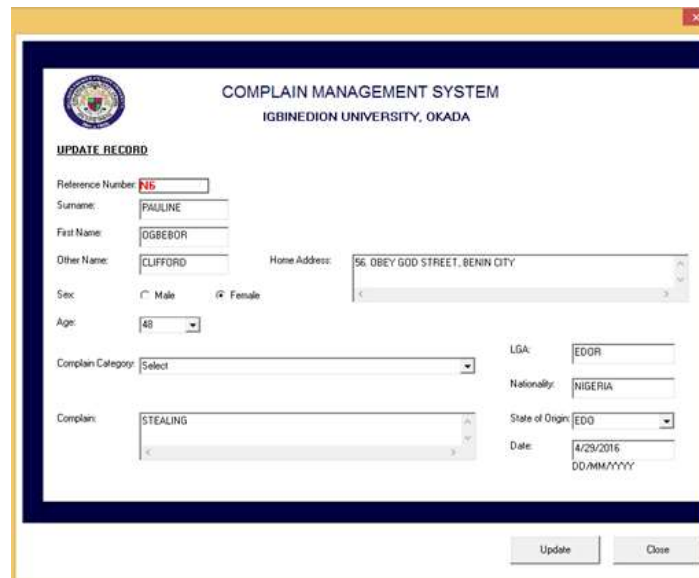 COMPLAIN MANAGEMENT SYSTEM
IGBINEDION UNIVERSITY, OKADA
UPDATE RECORD
Reference Number: N6
Surname: PAULINE
First Name: OGBEBOR
Other Name: CLIFFORD
Home Address: 56. OBEY GOD STREET, BENIN CITY
Sex: Male Female
Age: 48
Complain Category: Select
LGA: EDOR
Nationality: NIGERIA
Complain: STEALING
State of Origin: EDO
Date: 4/29/2016
DD/MM/YYYY
Update Close